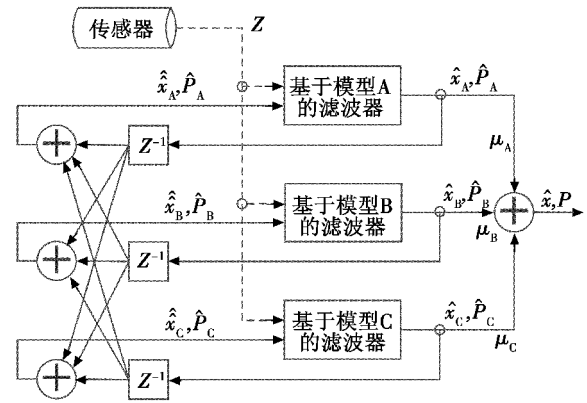 传感器
Z
基于模型A
的滤波器
x̂̂_A,P̂_A
x̂_A,P̂_A
μ_A
Z⁻¹
+
基于模型B
的滤波器
x̂̂_B,P̂_B
x̂_B,P̂_B
μ_B
+
x̂,P
Z⁻¹
+
基于模型C
的滤波器
x̂̂_C,P̂_C
x̂_C,P̂_C
μ_C
Z⁻¹
+